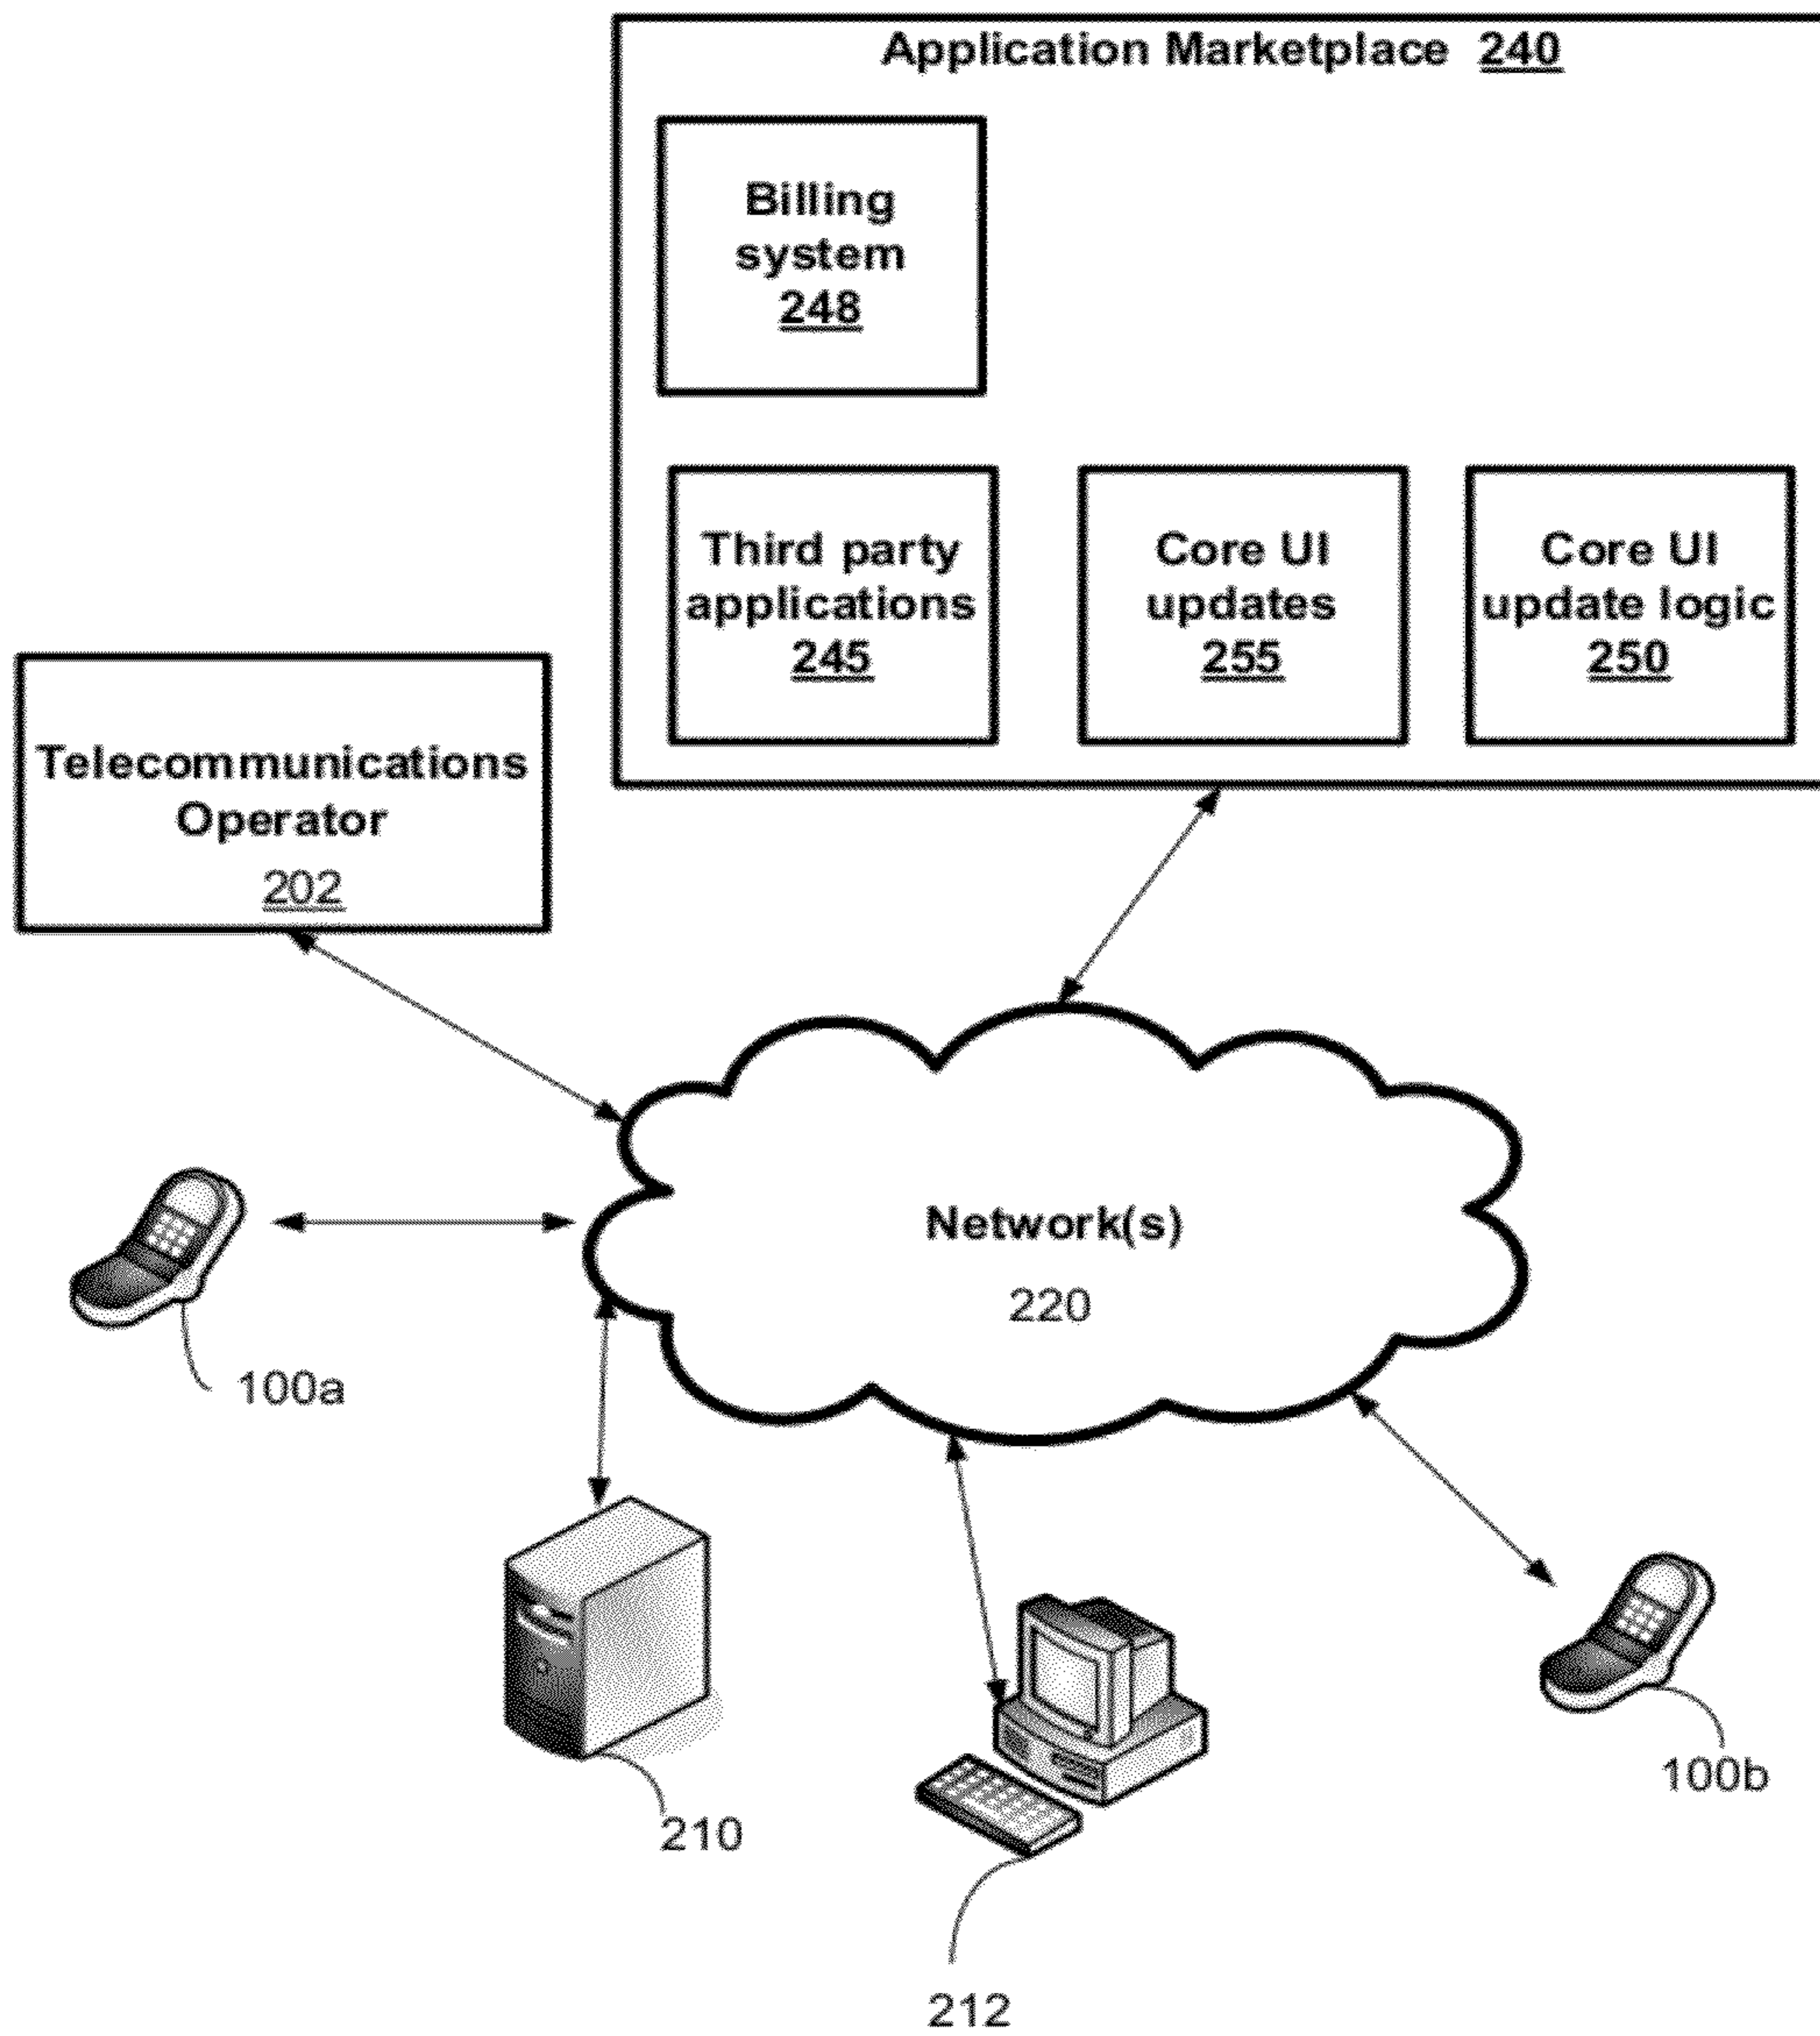 Application Marketplace 240
Billing
system
248
Third party
applications
245
Core UI
updates
255
Core UI
update logic
250
Telecommunications
Operator
202
Network(s)
220
100a
210
212
100b